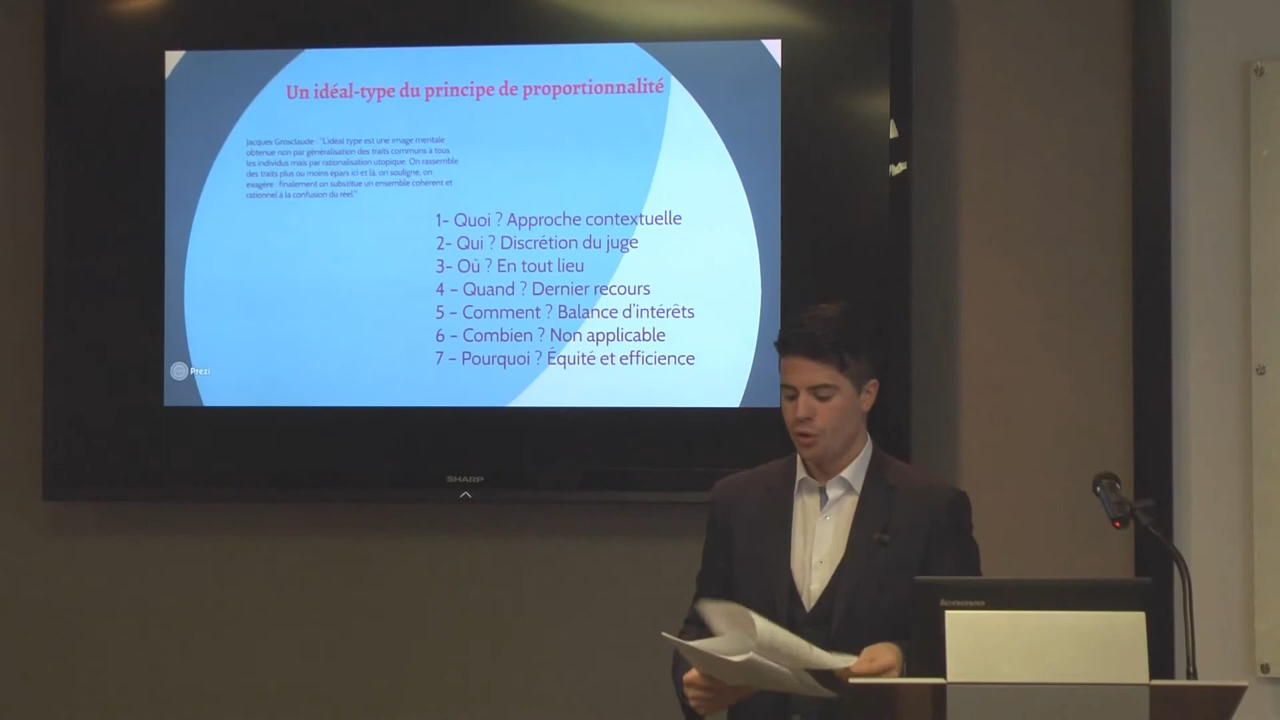 Un idéal-type du principe de proportionnalité
Jacques Grosclaude : "L'idéal type est une image mentale
obtenue non par généralisation des traits communs à tous
les individus mais par rationalisation utopique. On rassemble
des traits plus ou moins épars ici et là, on souligne, on
exagère : finalement on substitue un ensemble cohérent et
rationnel à la confusion du réel."
1- Quoi ? Approche contextuelle
2- Qui ? Discrétion du juge
3- Où ? En tout lieu
4 – Quand ? Dernier recours
5 – Comment ? Balance d'intérêts
6 – Combien ? Non applicable
7 – Pourquoi ? Équité et efficience
Prezi
SHARP
lenovo